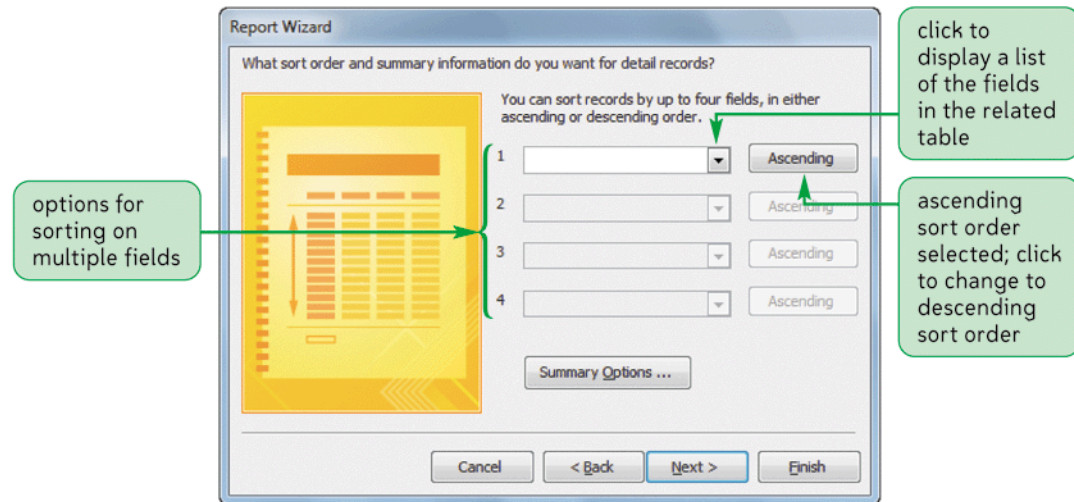 Report Wizard
What sort order and summary information do you want for detail records?
You can sort records by up to four fields, in either
ascending or descending order.
1
Ascending
2
Ascending
3
Ascending
4
Ascending
Summary Options ...
Cancel
< Back
Next >
Finish
options for
sorting on
multiple fields
click to
display a list
of the fields
in the related
table
ascending
sort order
selected; click
to change to
descending
sort order